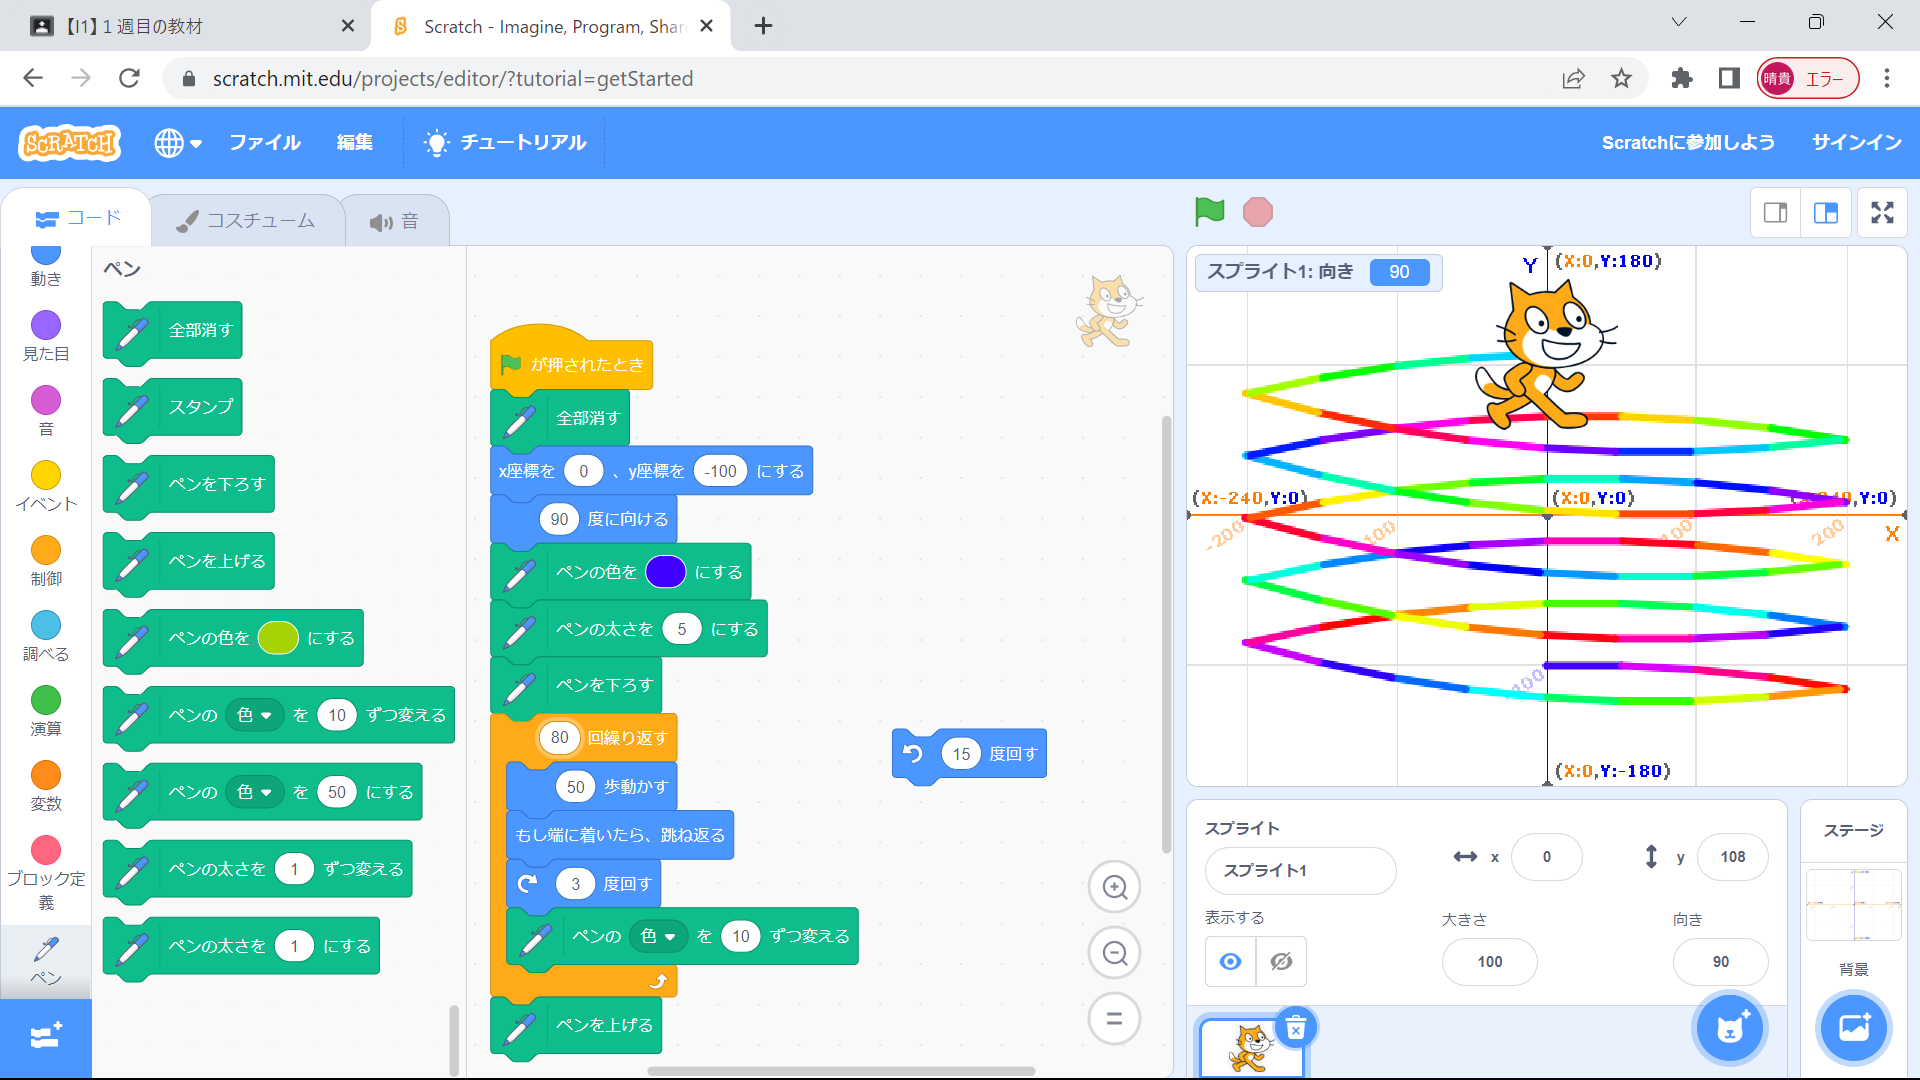 【I1】1 週目の教材
Scratch - Imagine, Program, Shar
scratch.mit.edu/projects/editor/?tutorial=getStarted
晴貴
エラー
SCRATCH
ファイル
編集
チュートリアル
Scratchに参加しよう
サインイン
コード
コスチューム
音
動き
見た目
音
イベント
制御
調べる
演算
変数
ブロック定
義
ペン
ペン
全部消す
スタンプ
ペンを下ろす
ペンを上げる
ペンの色を にする
ペンの 色 を 10 ずつ変える
ペンの 色 を 50 にする
ペンの太さを 1 ずつ変える
ペンの太さを 1 にする
が押されたとき
全部消す
x座標を 0 、y座標を -100 にする
90 度に向ける
ペンの色を にする
ペンの太さを 5 にする
ペンを下ろす
80 回繰り返す
50 歩動かす
もし端に着いたら、跳ね返る
3 度回す
ペンの 色 を 10 ずつ変える
ペンを上げる
15 度回す
スプライト1: 向き 90
Y (X:0,Y:180)
(X:-240,Y:0)
(X:0,Y:0)
(X:240,Y:0)
-200
100
100
200
X
100
(X:0,Y:-180)
スプライト
スプライト1
x 0
y 108
表示する
大きさ
100
向き
90
ステージ
背景